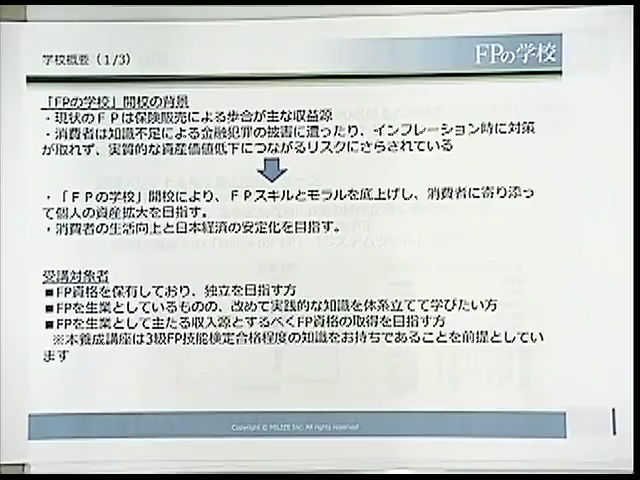 学校概要（1/3）
FPの学校
「FPの学校」開校の背景
・現状のＦＰは保険販売による歩合が主な収益源
・消費者は知識不足による金融犯罪の被害に遭ったり、インフレーション時に対策
が取れず、実質的な資産価値低下につながるリスクにさらされている
・「ＦＰの学校」開校により、ＦＰスキルとモラルを底上げし、消費者に寄り添っ
て個人の資産拡大を目指す。
・消費者の生活向上と日本経済の安定化を目指す。
受講対象者
■FP資格を保有しており、独立を目指す方
■FPを生業としているものの、改めて実践的な知識を体系立てて学びたい方
■FPを生業として主たる収入源とするべくFP資格の取得を目指す方
※本養成講座は3級FP技能検定合格程度の知識をお持ちであることを前提としてい
ます
Copyright © MILIZE Inc. All rights reserved